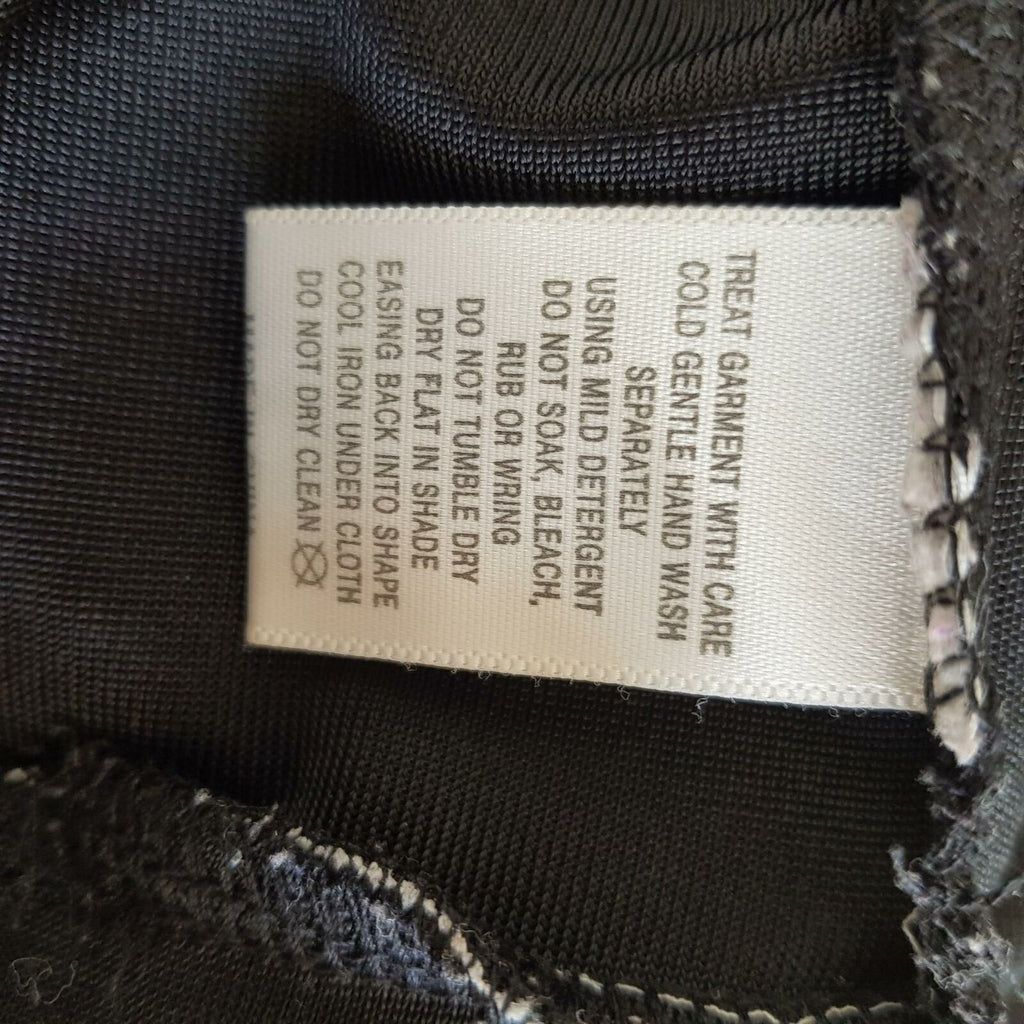 TREAT GARMENT WITH CARE
COLD GENTLE HAND WASH
SEPARATELY
USING MILD DETERGENT
DO NOT SOAK, BLEACH,
RUB OR WRING
DO NOT TUMBLE DRY
DRY FLAT IN SHADE
EASING BACK INTO SHAPE
COOL IRON UNDER CLOTH
DO NOT DRY CLEAN